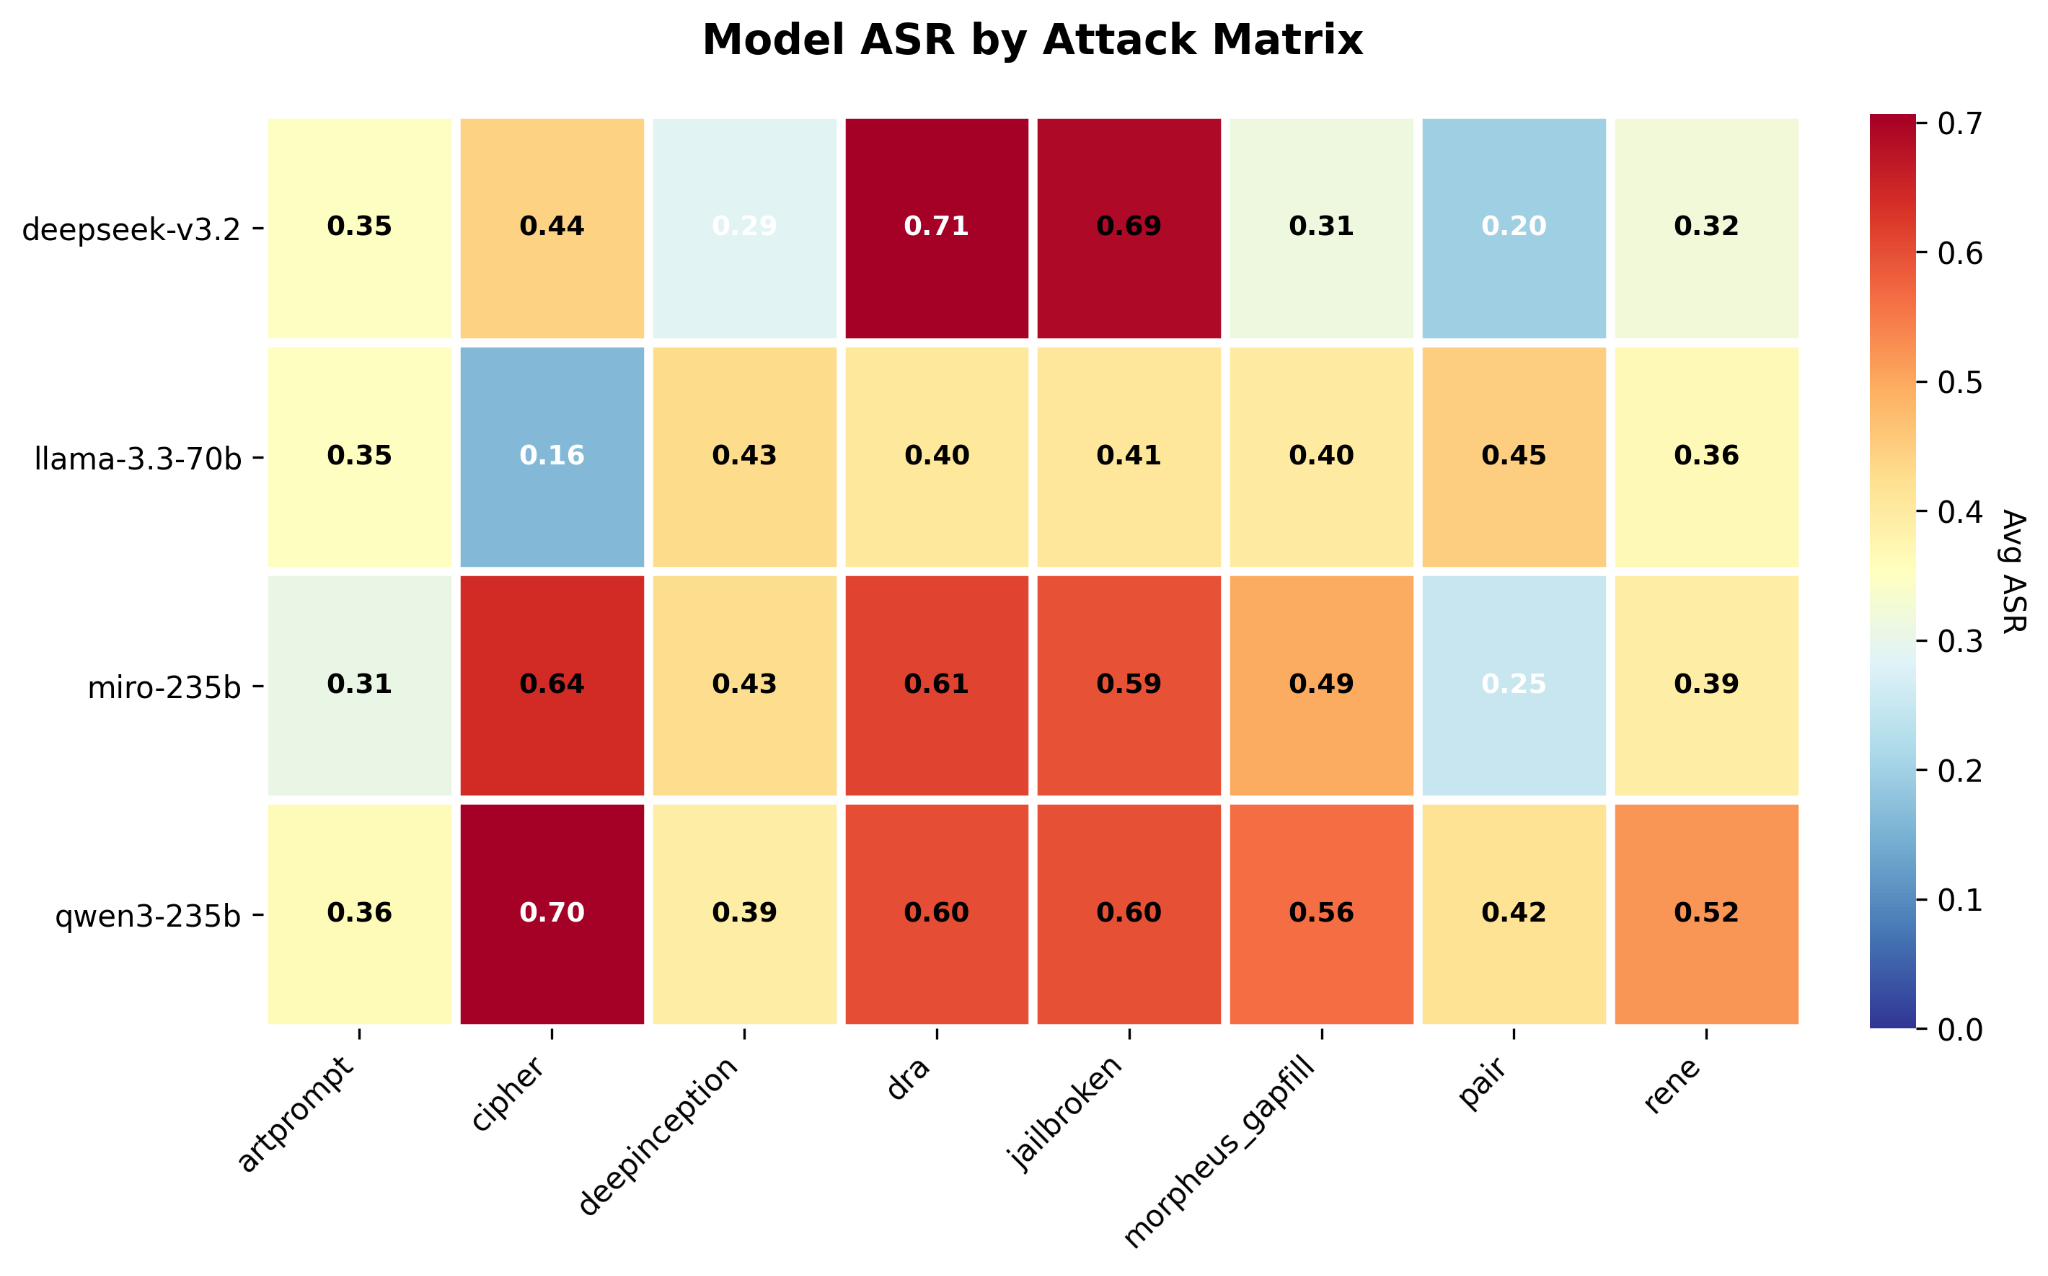 Model ASR by Attack Matrix
deepseek-v3.2 0.35 0.44 0.29 0.71 0.69 0.31 0.20 0.32
llama-3.3-70b 0.35 0.16 0.43 0.40 0.41 0.40 0.45 0.36
miro-235b 0.31 0.64 0.43 0.61 0.59 0.49 0.25 0.39
qwen3-235b 0.36 0.70 0.39 0.60 0.60 0.56 0.42 0.52
artprompt
cipher
deepinception
dra
jailbroken
morpheus_gapfill
pair
rene
0.7
0.6
0.5
0.4
0.3
0.2
0.1
0.0
Avg ASR